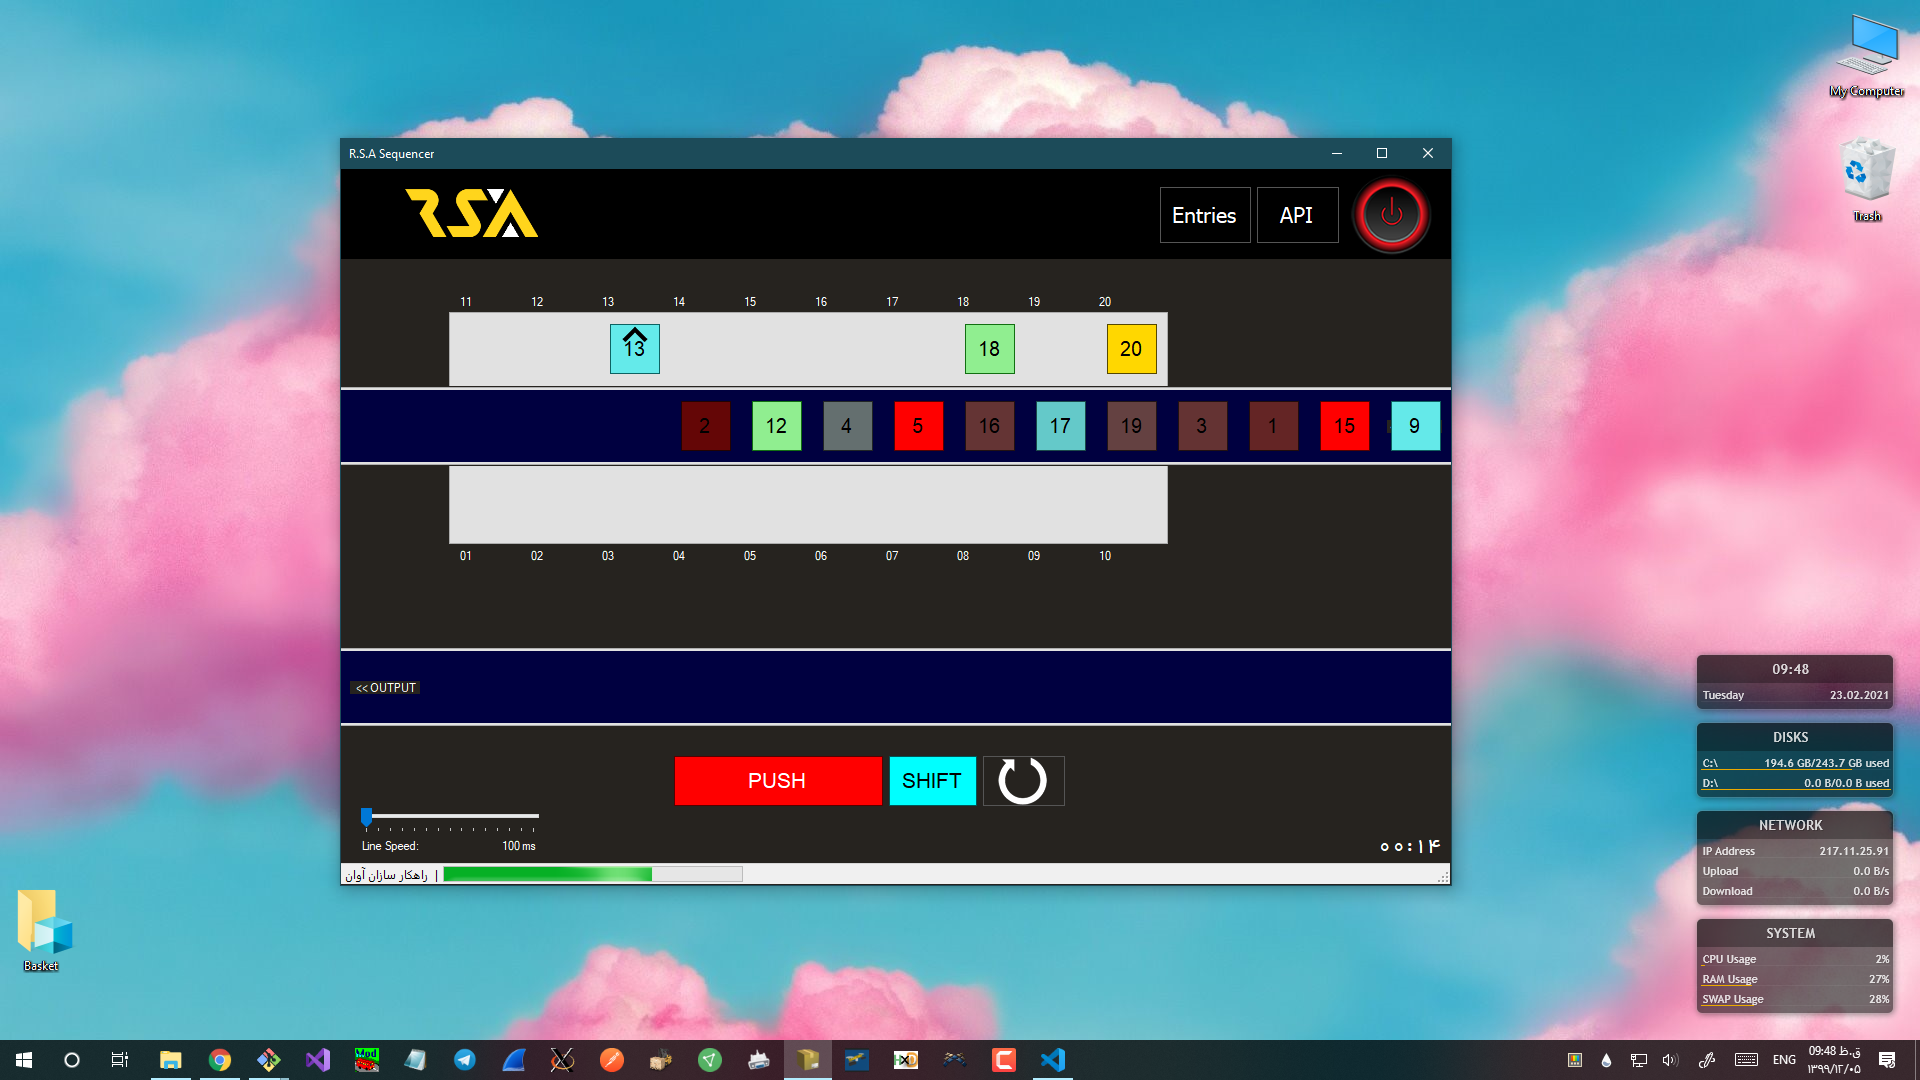 My Computer
Trash
R.S.A Sequencer
RSA
Entries
API
11 12 13 14 15 16 17 18 19 20
13 18 20
2 12 4 5 16 17 19 3 1 15 9
01 02 03 04 05 06 07 08 09 10
<< OUTPUT
PUSH SHIFT
Line Speed: 100 ms
۰۰:۱۴
راهکار سازان آوان |
09:48
Tuesday 23.02.2021
DISKS
C:\ 194.6 GB/243.7 GB used
D:\ 0.0 B/0.0 B used
NETWORK
IP Address 217.11.25.91
Upload 0.0 B/s
Download 0.0 B/s
SYSTEM
CPU Usage 2%
RAM Usage 27%
SWAP Usage 28%
Basket
Mod
HXD
ENG
09:48 ق.ظ
۱۳۹۹/۱۲/۰۵